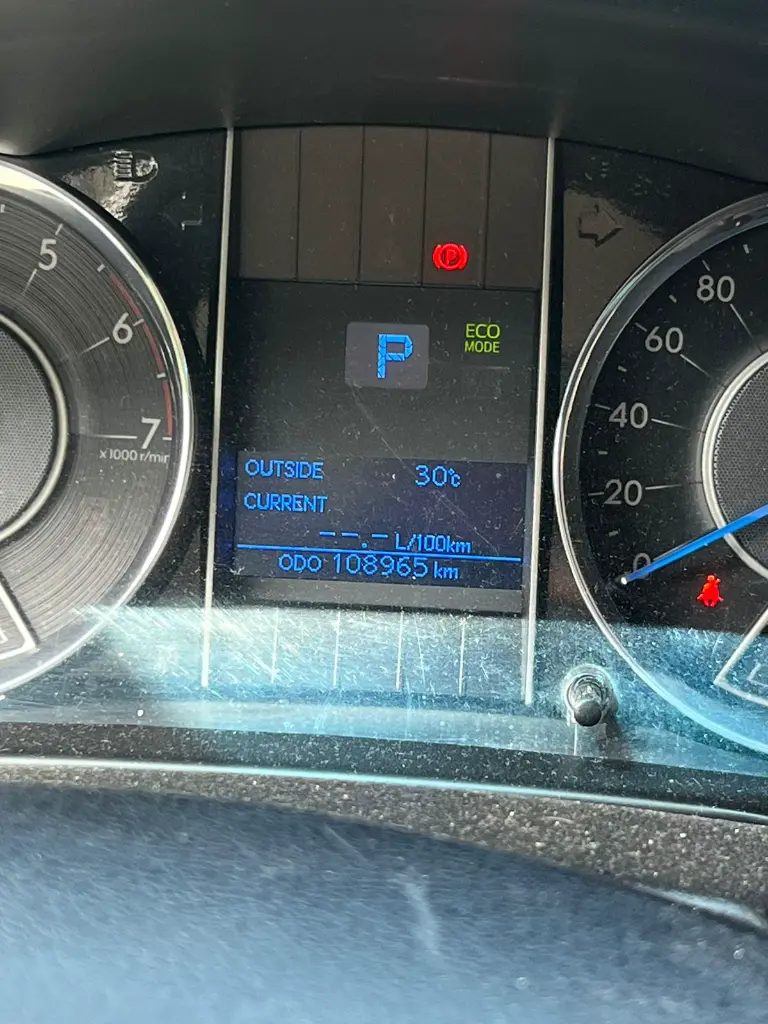 5
6
7
x1000 r/min
P
P
ECO
MODE
OUTSIDE 30℃
CURRENT
--.- L/100km
ODO 108965 km
80
60
40
20
0